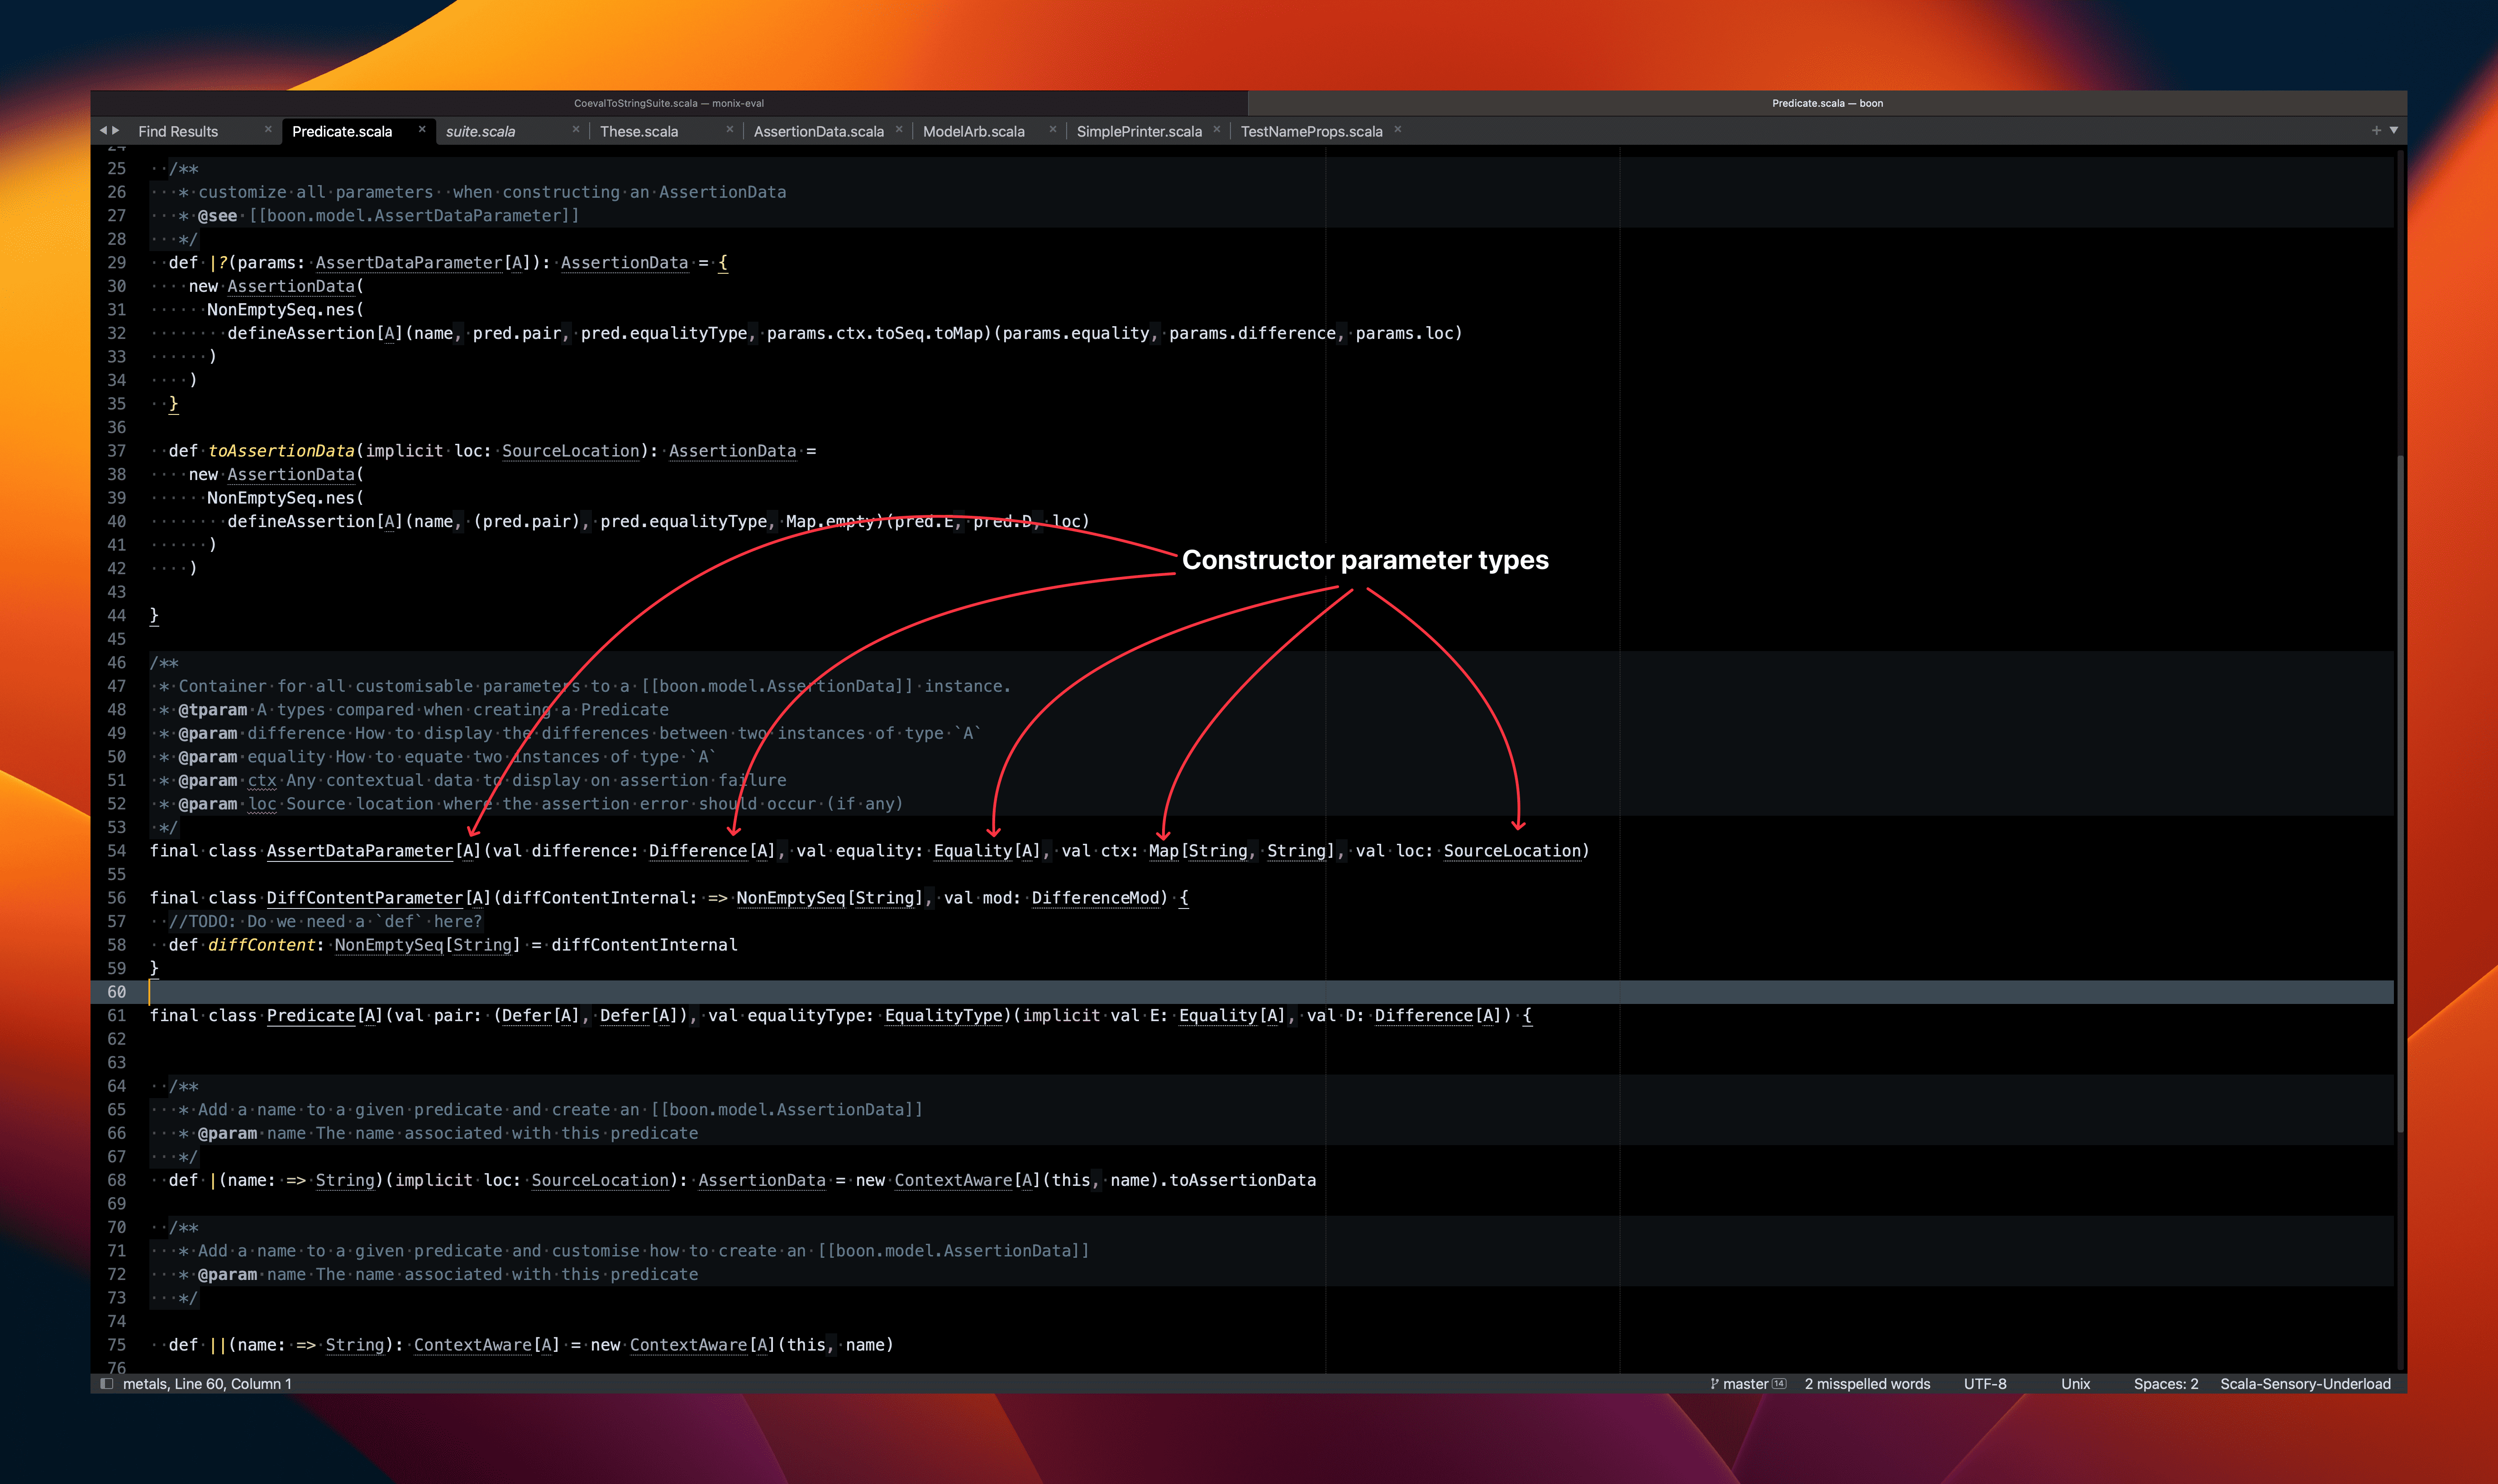 CoevalToStringSuite.scala — monix-eval
Predicate.scala — boon
Find Results × Predicate.scala × suite.scala × These.scala × AssertionData.scala × ModelArb.scala × SimplePrinter.scala × TestNameProps.scala ×
24
25 /**
26 * customize all parameters  when constructing an AssertionData
27 * @see [[boon.model.AssertDataParameter]]
28 */
29 def |?(params: AssertDataParameter[A]): AssertionData = {
30 new AssertionData(
31 NonEmptySeq.nes(
32 defineAssertion[A](name, pred.pair, pred.equalityType, params.ctx.toSeq.toMap)(params.equality, params.difference, params.loc)
33 )
34 )
35 }
36
37 def toAssertionData(implicit loc: SourceLocation): AssertionData =
38 new AssertionData(
39 NonEmptySeq.nes(
40 defineAssertion[A](name, (pred.pair), pred.equalityType, Map.empty)(pred.E, pred.D, loc)
41 )
Constructor parameter types
42 )
43
44 }
45
46 /**
47 * Container for all customisable parameters to a [[boon.model.AssertionData]] instance.
48 * @tparam A types compared when creating a Predicate
49 * @param difference How to display the differences between two instances of type `A`
50 * @param equality How to equate two instances of type `A`
51 * @param ctx Any contextual data to display on assertion failure
52 * @param loc Source location where the assertion error should occur (if any)
53 */
54 final class AssertDataParameter[A](val difference: Difference[A], val equality: Equality[A], val ctx: Map[String, String], val loc: SourceLocation)
55
56 final class DiffContentParameter[A](diffContentInternal: => NonEmptySeq[String], val mod: DifferenceMod) {
57 //TODO: Do we need a `def` here?
58 def diffContent: NonEmptySeq[String] = diffContentInternal
59 }
60
61 final class Predicate[A](val pair: (Defer[A], Defer[A]), val equalityType: EqualityType)(implicit val E: Equality[A], val D: Difference[A]) {
62
63
64 /**
65 * Add a name to a given predicate and create an [[boon.model.AssertionData]]
66 * @param name The name associated with this predicate
67 */
68 def |(name: => String)(implicit loc: SourceLocation): AssertionData = new ContextAware[A](this, name).toAssertionData
69
70 /**
71 * Add a name to a given predicate and customise how to create an [[boon.model.AssertionData]]
72 * @param name The name associated with this predicate
73 */
74
75 def ||(name: => String): ContextAware[A] = new ContextAware[A](this, name)
76
metals, Line 60, Column 1
master 14 2 misspelled words UTF-8 Unix Spaces: 2 Scala-Sensory-Underload